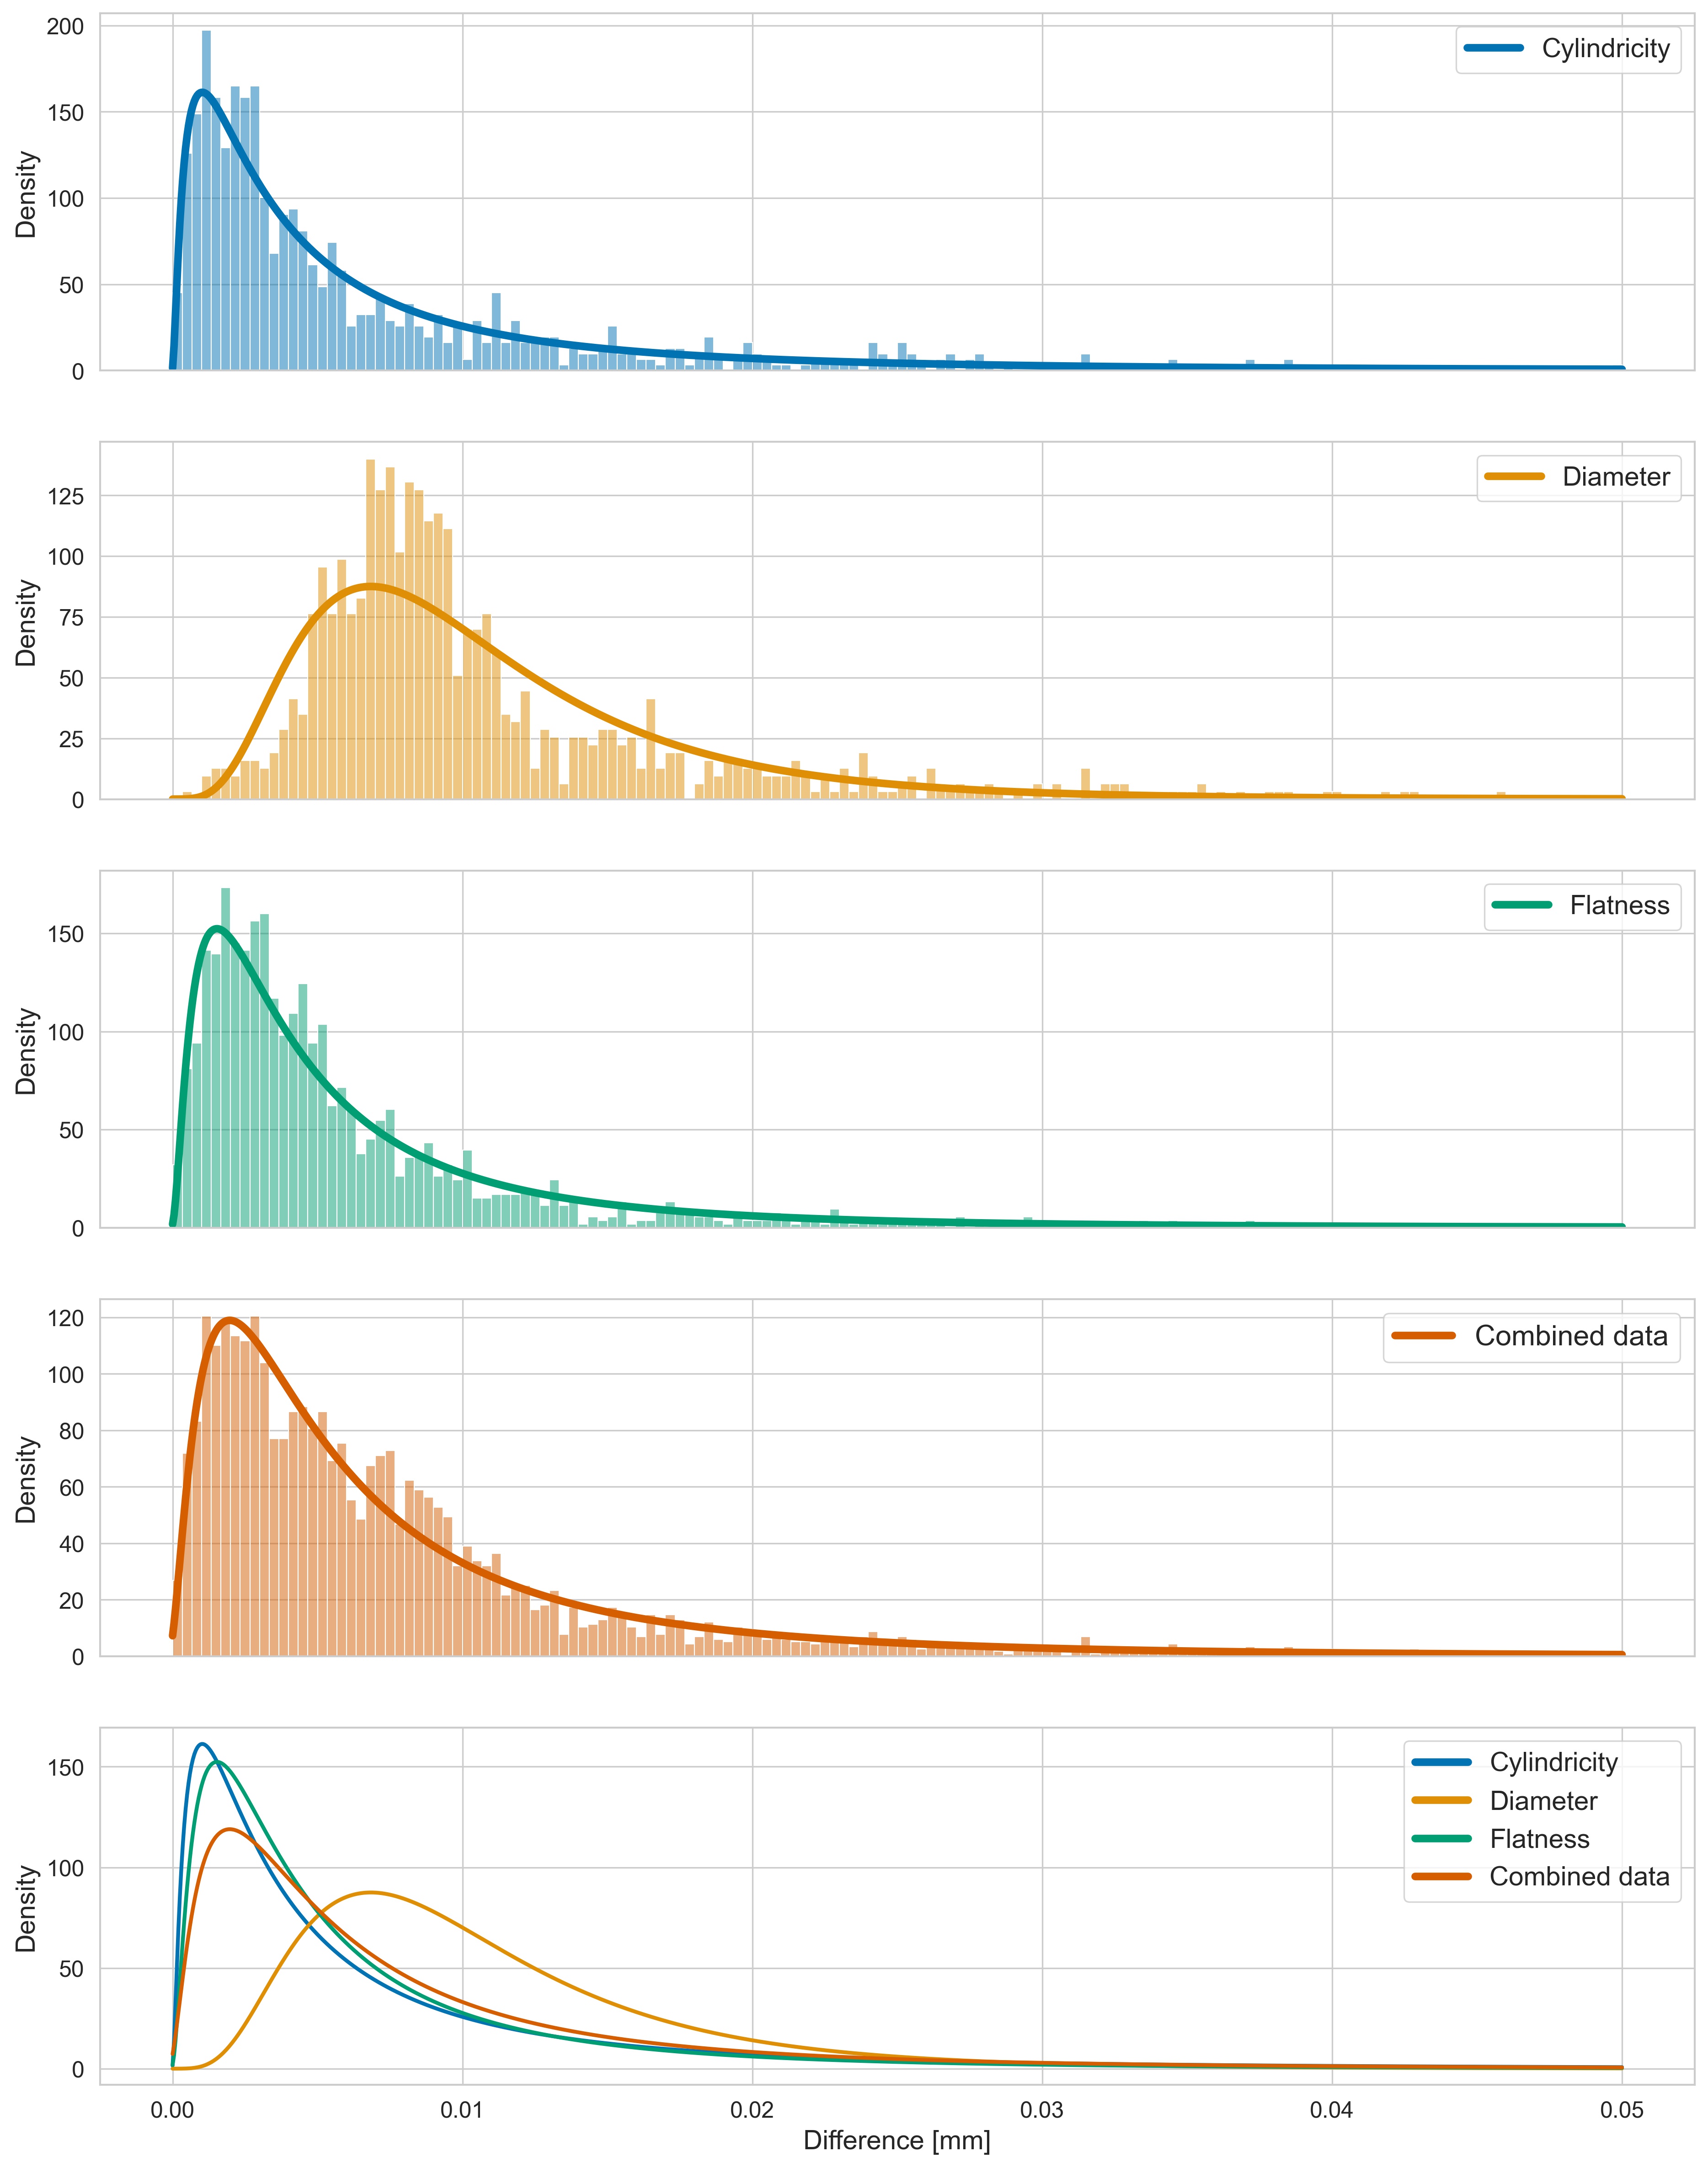 200
150
100
50
0
Density
Cylindricity
125
100
75
50
25
0
Density
Diameter
150
100
50
0
Density
Flatness
120
100
80
60
40
20
0
Density
Combined data
150
100
50
0
Density
Cylindricity
Diameter
Flatness
Combined data
0.00 0.01 0.02 0.03 0.04 0.05
Difference [mm]